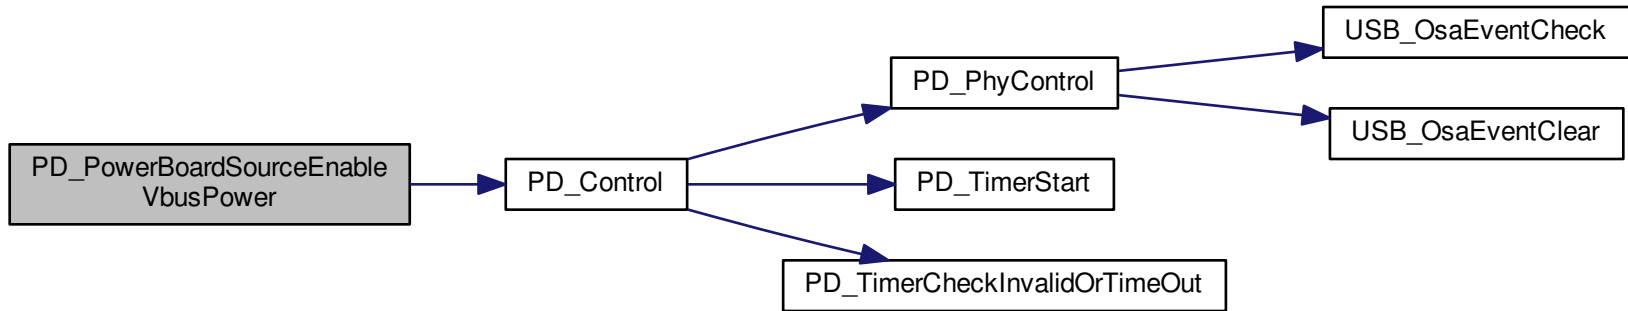 PD_PowerBoardSourceEnable
VbusPower
PD_Control
PD_PhyControl
PD_TimerStart
PD_TimerCheckInvalidOrTimeOut
USB_OsaEventCheck
USB_OsaEventClear